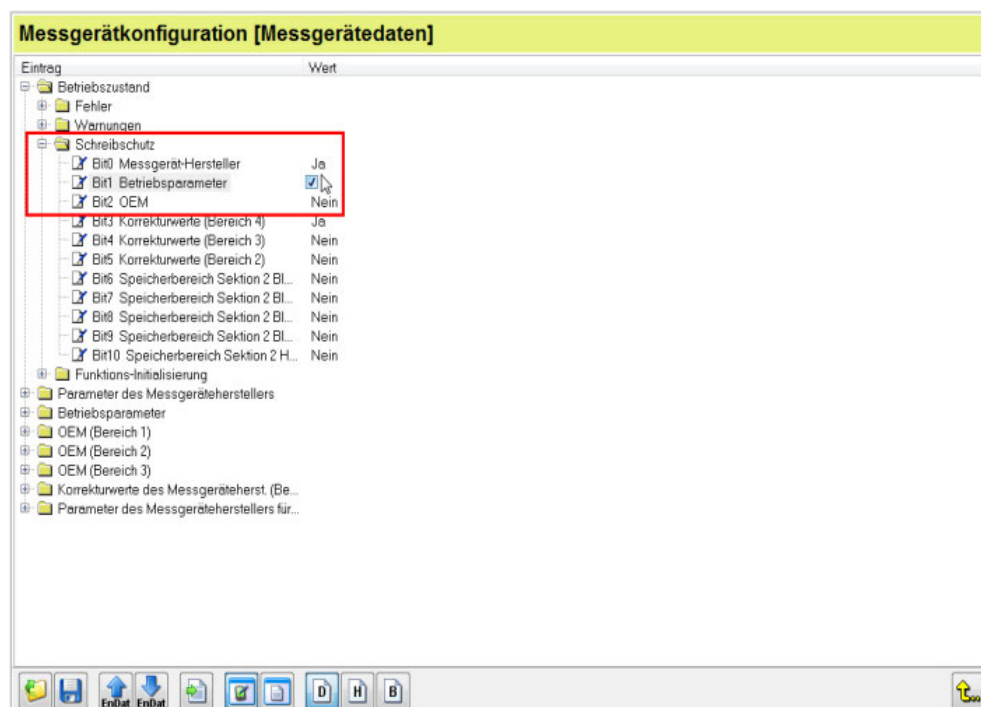 Messgerätkonfiguration [Messgerätedaten]
Eintrag Wert
Betriebszustand
Fehler
Warnungen
Schreibschutz
Bit0 Messgerät-Hersteller Ja
Bit1 Betriebsparameter
Bit2 OEM Nein
Bit3 Korrekturwerte (Bereich 4) Ja
Bit4 Korrekturwerte (Bereich 3) Nein
Bit5 Korrekturwerte (Bereich 2) Nein
Bit6 Speicherbereich Sektion 2 Bl... Nein
Bit7 Speicherbereich Sektion 2 Bl... Nein
Bit8 Speicherbereich Sektion 2 Bl... Nein
Bit9 Speicherbereich Sektion 2 Bl... Nein
Bit10 Speicherbereich Sektion 2 H... Nein
Funktions-Initialisierung
Parameter des Messgeräteherstellers
Betriebsparameter
OEM (Bereich 1)
OEM (Bereich 2)
OEM (Bereich 3)
Korrekturwerte des Messgeräteherst. (Be...
Parameter des Messgeräteherstellers für...
EnDat EnDat D H B